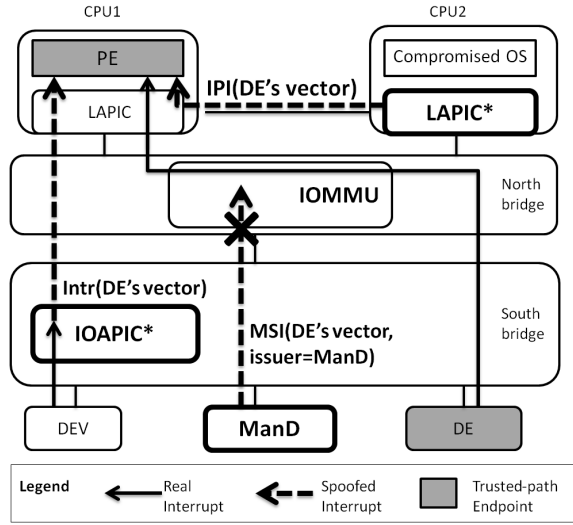 CPU1
CPU2
PE
Compromised OS
IPI(DE's vector)
LAPIC
LAPIC*
IOMMU
North
bridge
Intr(DE's vector)
IOAPIC*
MSI(DE's vector,
issuer=ManD)
South
bridge
DEV
ManD
DE
Legend
Real
Interrupt
Spoofed
Interrupt
Trusted-path
Endpoint